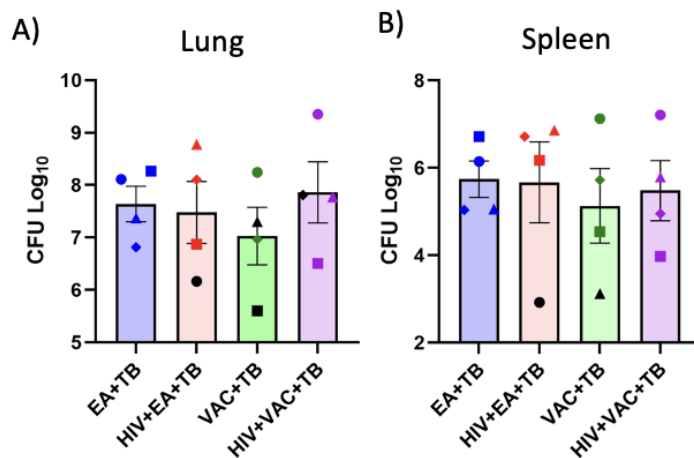 A)
Lung
CFU Log10
10
9
8
7
6
5
EA+TB
HIV+EA+TB
VAC+TB
HIV+VAC+TB
B)
Spleen
CFU Log10
8
6
4
2
EA+TB
HIV+EA+TB
VAC+TB
HIV+VAC+TB